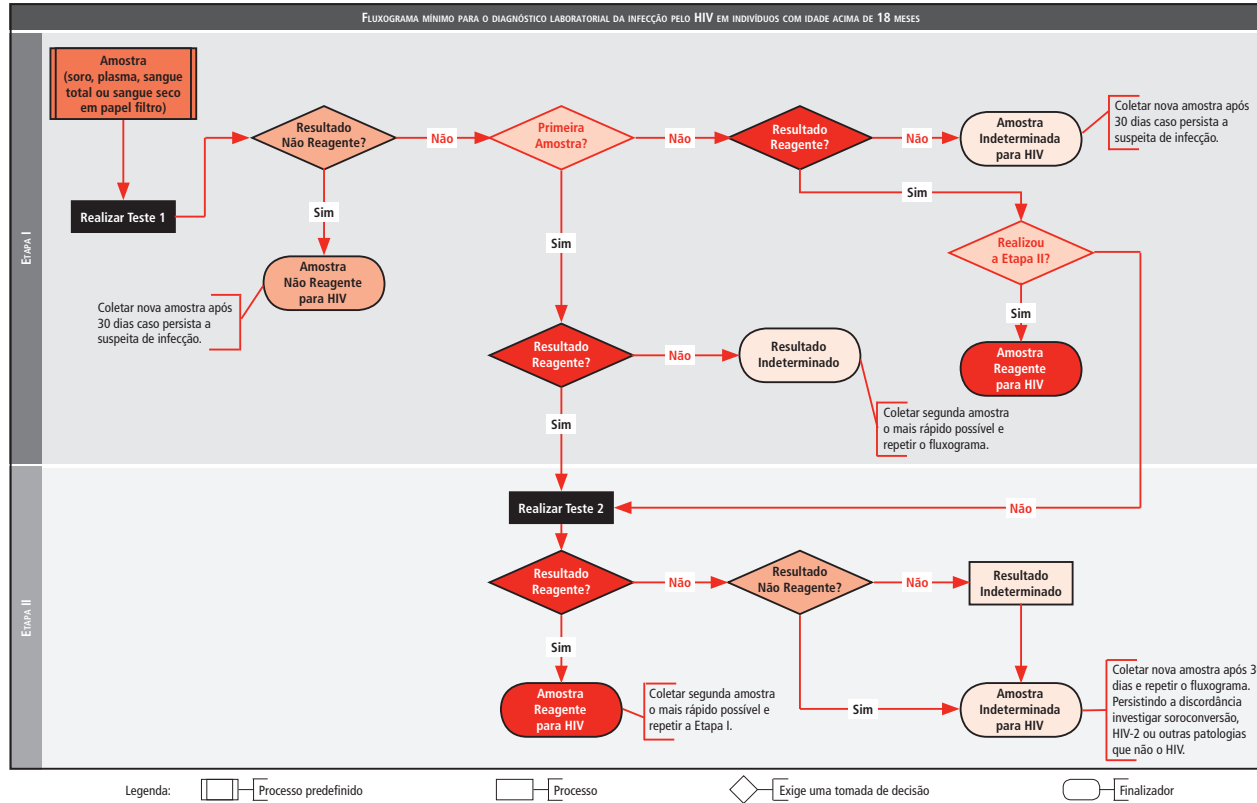 Fluxograma mínimo para o diagnóstico laboratorial da infecção pelo HIV em indivíduos com idade acima de 18 meses
Etapa I
Amostra
(soro, plasma, sangue
total ou sangue seco
em papel filtro)
Realizar Teste 1
Resultado
Não Reagente?
Não
Primeira
Amostra?
Não
Resultado
Reagente?
Não
Amostra
Indeterminada
para HIV
Coletar nova amostra após
30 dias caso persista a
suspeita de infecção.
Sim
Amostra
Não Reagente
para HIV
Coletar nova amostra após
30 dias caso persista a
suspeita de infecção.
Sim
Sim
Realizou
a Etapa II?
Sim
Amostra
Reagente
para HIV
Resultado
Reagente?
Não
Resultado
Indeterminado
Coletar segunda amostra
o mais rápido possível e
repetir o fluxograma.
Sim
Etapa II
Realizar Teste 2
Não
Resultado
Reagente?
Não
Resultado
Não Reagente?
Não
Resultado
Indeterminado
Sim
Amostra
Reagente
para HIV
Coletar segunda amostra
o mais rápido possível e
repetir a Etapa I.
Sim
Amostra
Indeterminada
para HIV
Coletar nova amostra após 3
dias e repetir o fluxograma.
Persistindo a discordância
investigar soroconversão,
HIV-2 ou outras patologias
que não o HIV.
Legenda:
Processo predefinido
Processo
Exige uma tomada de decisão
Finalizador